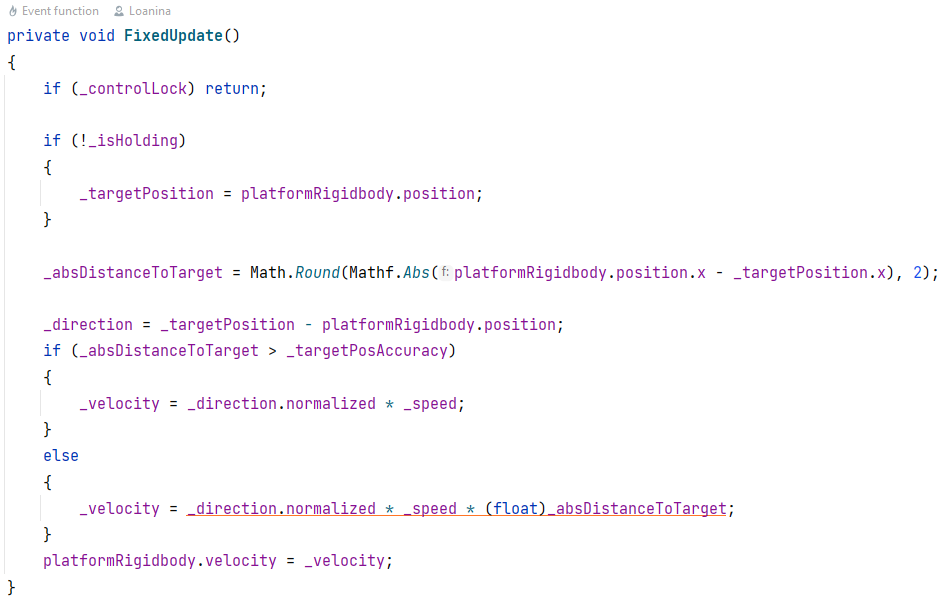 Event function Loanina
private void FixedUpdate()
{
if (_controlLock) return;
if (!_isHolding)
{
_targetPosition = platformRigidbody.position;
}
_absDistanceToTarget = Math.Round(Mathf.Abs(f: platformRigidbody.position.x - _targetPosition.x), 2);
_direction = _targetPosition - platformRigidbody.position;
if (_absDistanceToTarget > _targetPosAccuracy)
{
_velocity = _direction.normalized * _speed;
}
else
{
_velocity = _direction.normalized * _speed * (float)_absDistanceToTarget;
}
platformRigidbody.velocity = _velocity;
}